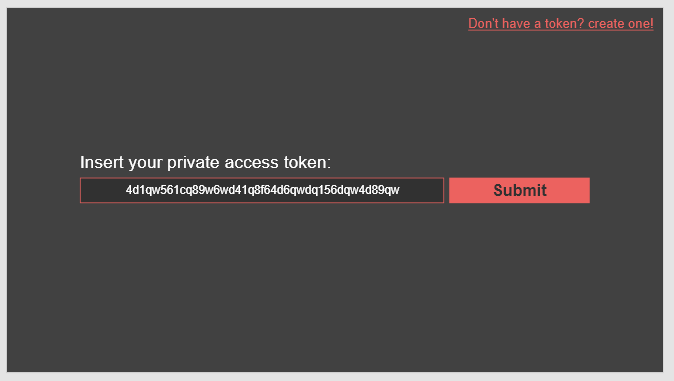 Don't have a token? create one!
Insert your private access token:
4d1qw561cq89w6wd41q8f64d6qwdq156dqw4d89qw
Submit